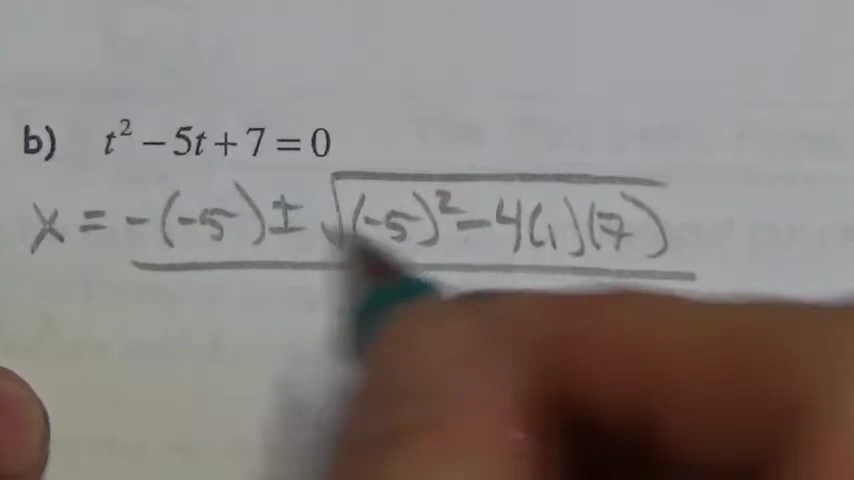 b) t² − 5t + 7 = 0
x = -(-5) ± √(-5)² - 4(1)(7)